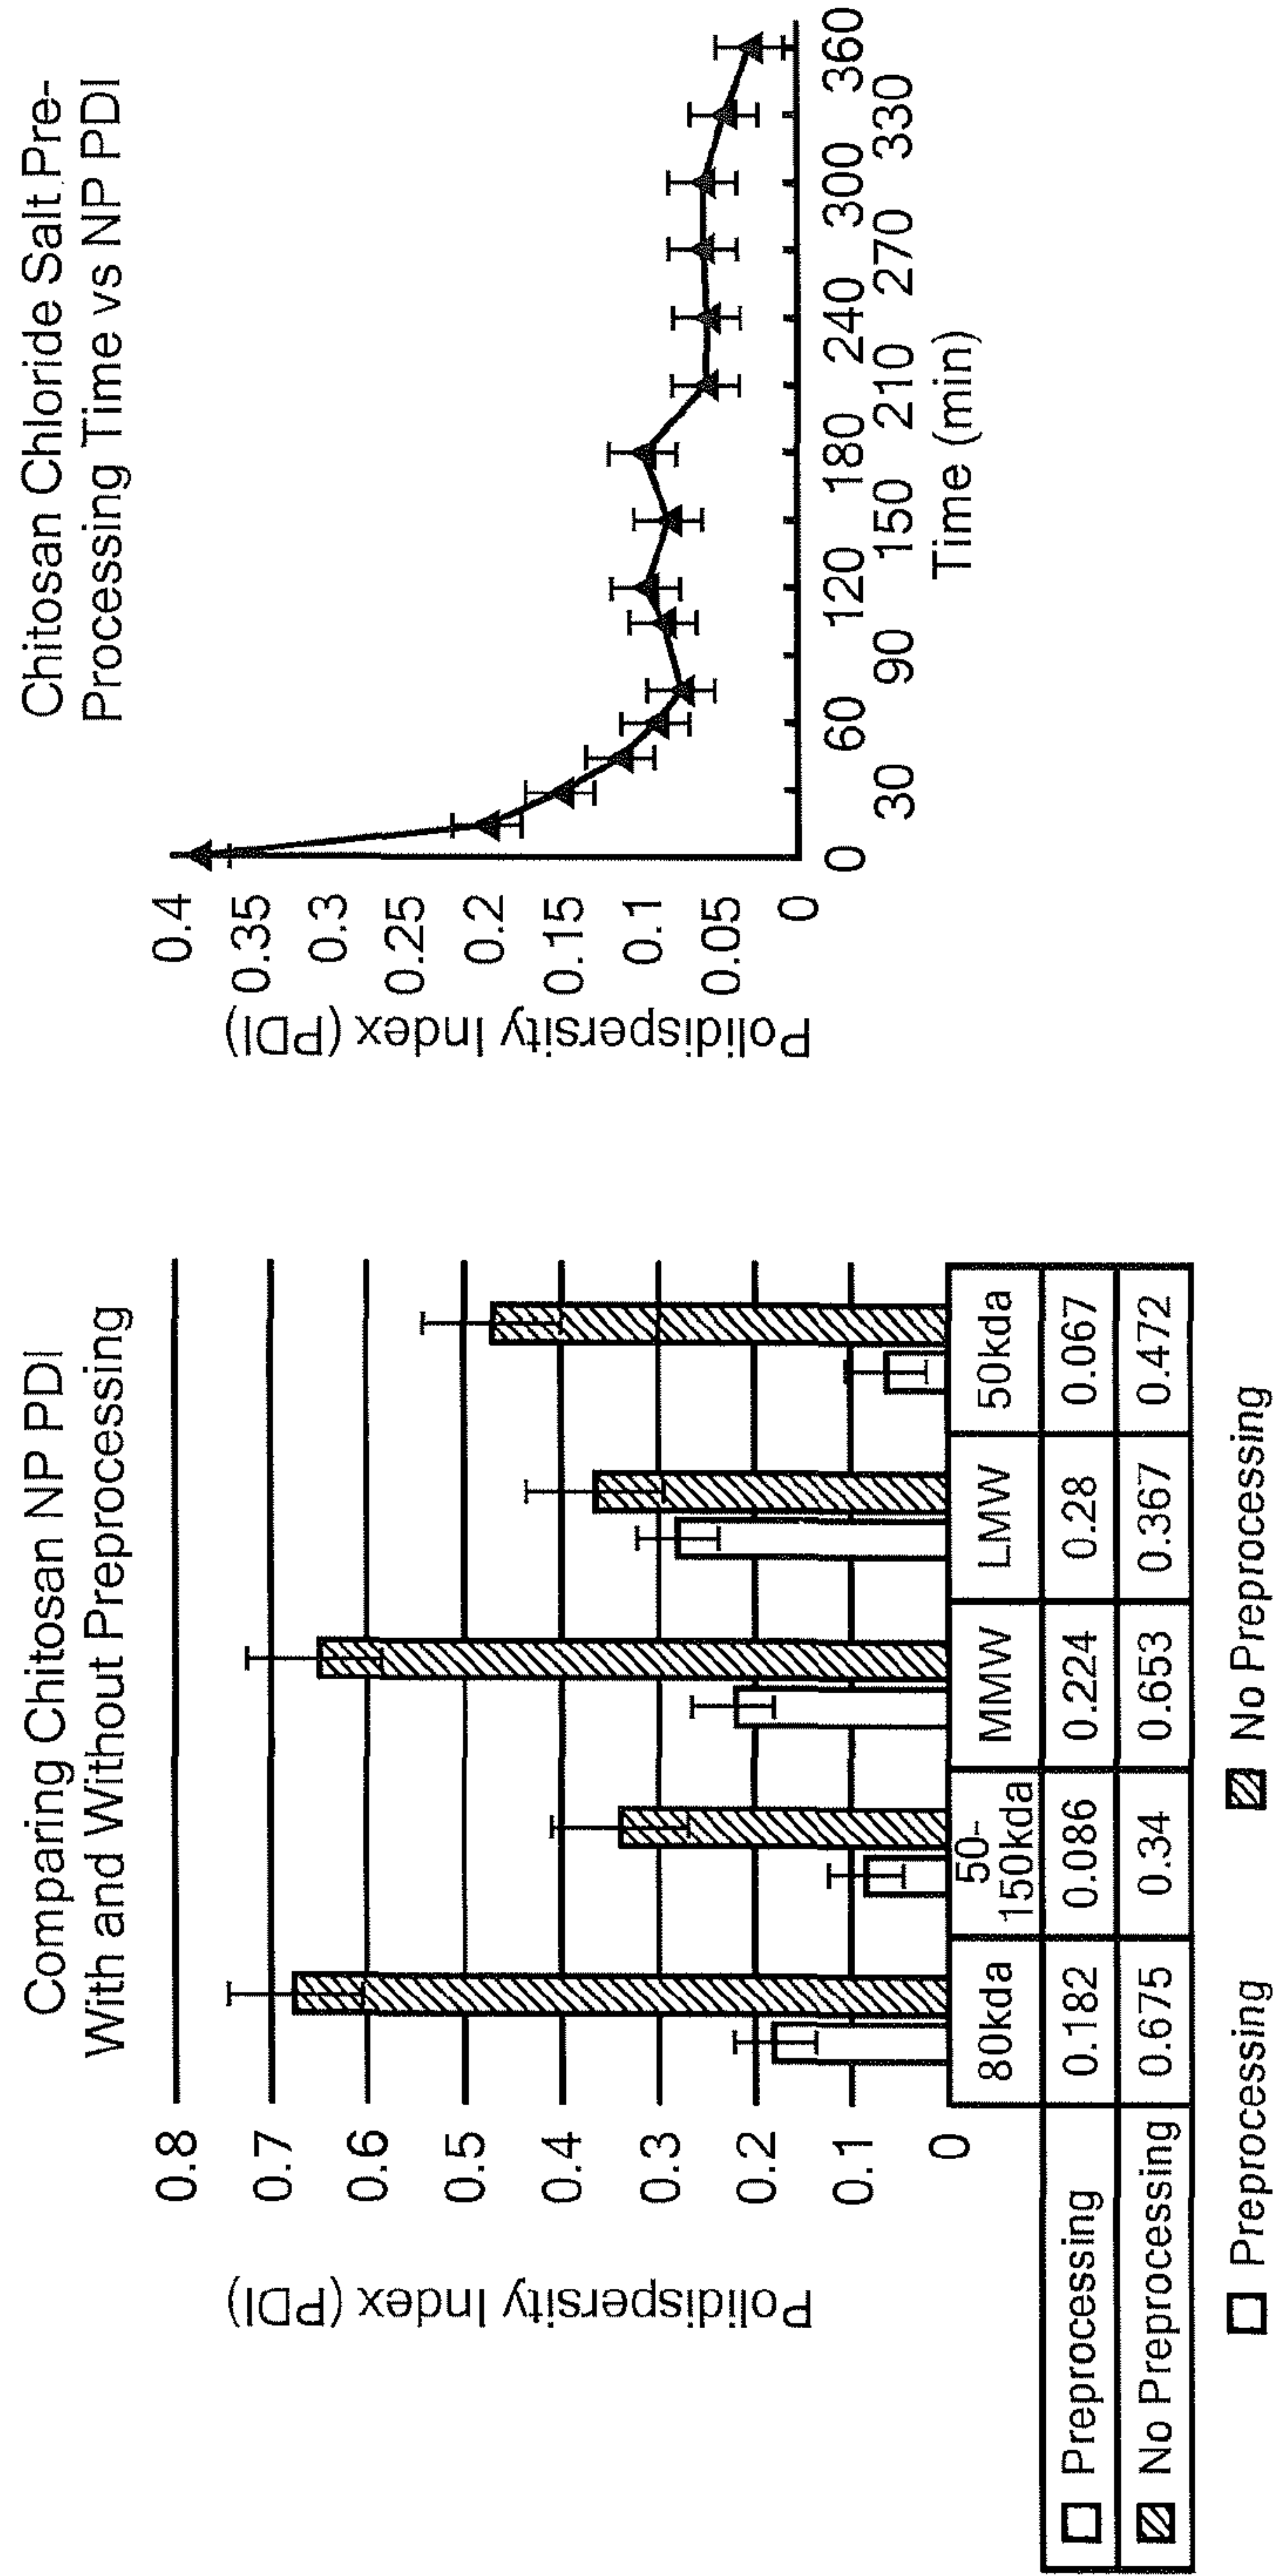 Comparing Chitosan NP PDI
With and Without Preprocessing
Polidispersity Index (PDI)
0.8
0.7
0.6
0.5
0.4
0.3
0.2
0.1
0
80kda 50-150kda MMW LMW 50kda
Preprocessing 0.182 0.086 0.224 0.28 0.067
No Preprocessing 0.675 0.34 0.653 0.367 0.472
Preprocessing No Preprocessing
Chitosan Chloride Salt Pre-
Processing Time vs NP PDI
Polidispersity Index (PDI)
0.4
0.35
0.3
0.25
0.2
0.15
0.1
0.05
0
0 60 120 180 240 300 360
30 90 150 210 270 330
Time (min)